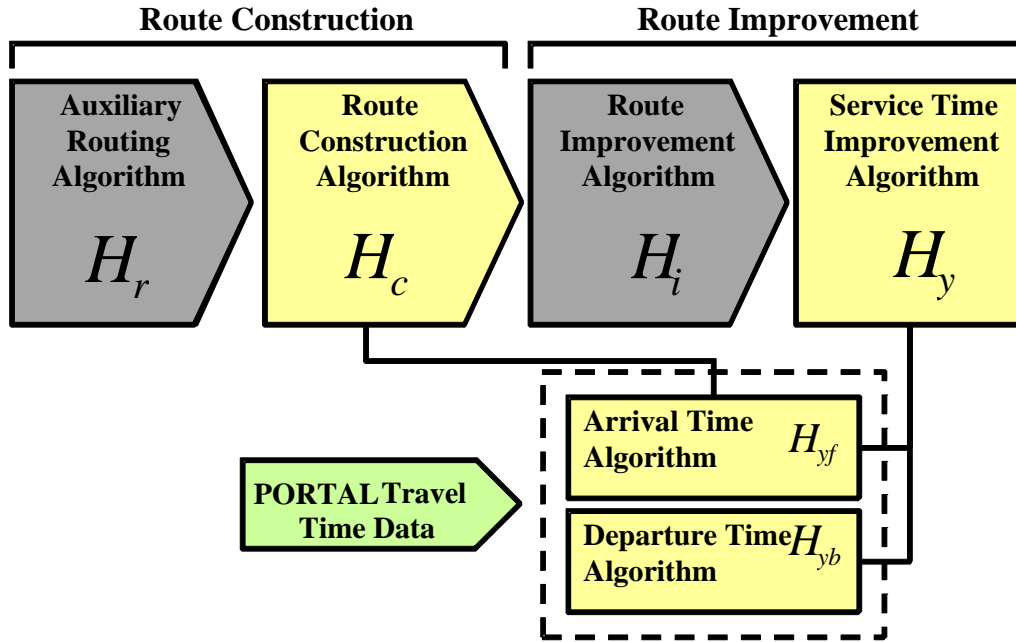 Route Construction
Route Improvement
Auxiliary
Routing
Algorithm
H_r
Route
Construction
Algorithm
H_c
Route
Improvement
Algorithm
H_i
Service Time
Improvement
Algorithm
H_y
Arrival Time
Algorithm
H_yf
PORTAL Travel
Time Data
Departure Time
Algorithm
H_yb